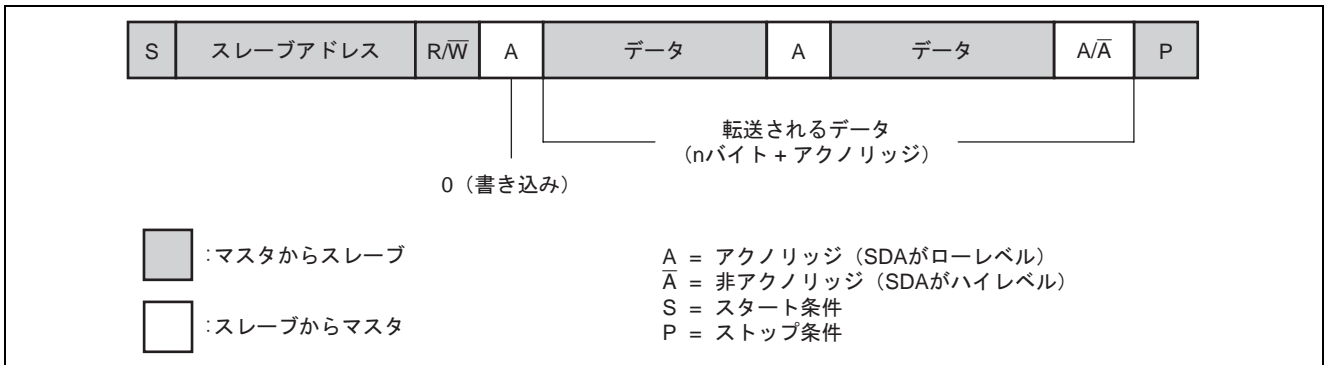 S スレーブアドレス R/W̅ A データ A データ A/A̅ P
転送されるデータ
(nバイト + アクノリッジ)
0(書き込み)
:マスタからスレーブ
:スレーブからマスタ
A = アクノリッジ(SDAがローレベル)
A̅ = 非アクノリッジ(SDAがハイレベル)
S = スタート条件
P = ストップ条件